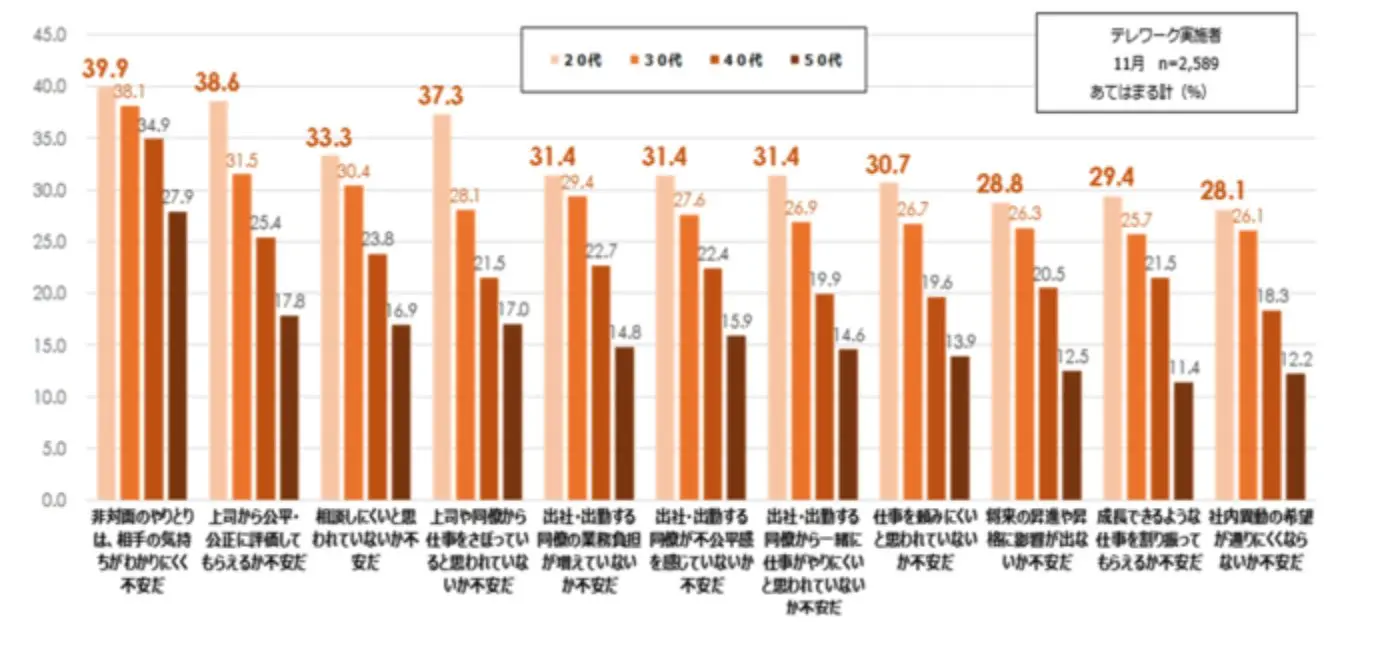 テレワーク実施者
11月 n=2,589
あてはまる計（%）
20代 30代 40代 50代
45.0
40.0
35.0
30.0
25.0
20.0
15.0
10.0
5.0
0.0
39.9 38.1 34.9 27.9
38.6 31.5 25.4 17.8
33.3 30.4 23.8 16.9
37.3 28.1 21.5 17.0
31.4 29.4 22.7 14.8
31.4 27.6 22.4 15.9
31.4 26.9 19.9 14.6
30.7 26.7 19.6 13.9
28.8 26.3 20.5 12.5
29.4 25.7 21.5 11.4
28.1 26.1 18.3 12.2
非対面のやりとり
は、相手の気持
ちがわかりにくく
不安だ
上司から公平・
公正に評価して
もらえるか不安だ
相談しにくいと思
われていないか不
安だ
上司や同僚から
仕事をさぼってい
ると思われていな
いか不安だ
出社・出勤する
同僚の業務負担
が増えていない
か不安だ
出社・出勤する
同僚が不公平感
を感じていないか
不安だ
出社・出勤する
同僚から一緒に
仕事がやりにくい
と思われていない
か不安だ
仕事を頼みにくい
と思われていない
か不安だ
将来の昇進や昇
格に影響が出な
いか不安だ
成長できるような
仕事を割り振って
もらえるか不安だ
社内異動の希望
が通りにくくなら
ないか不安だ